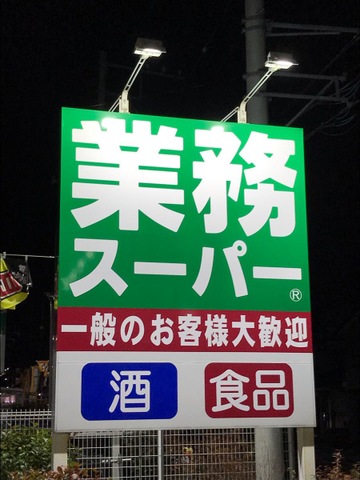 業務
スーパー®
一般のお客様大歓迎
酒 食品